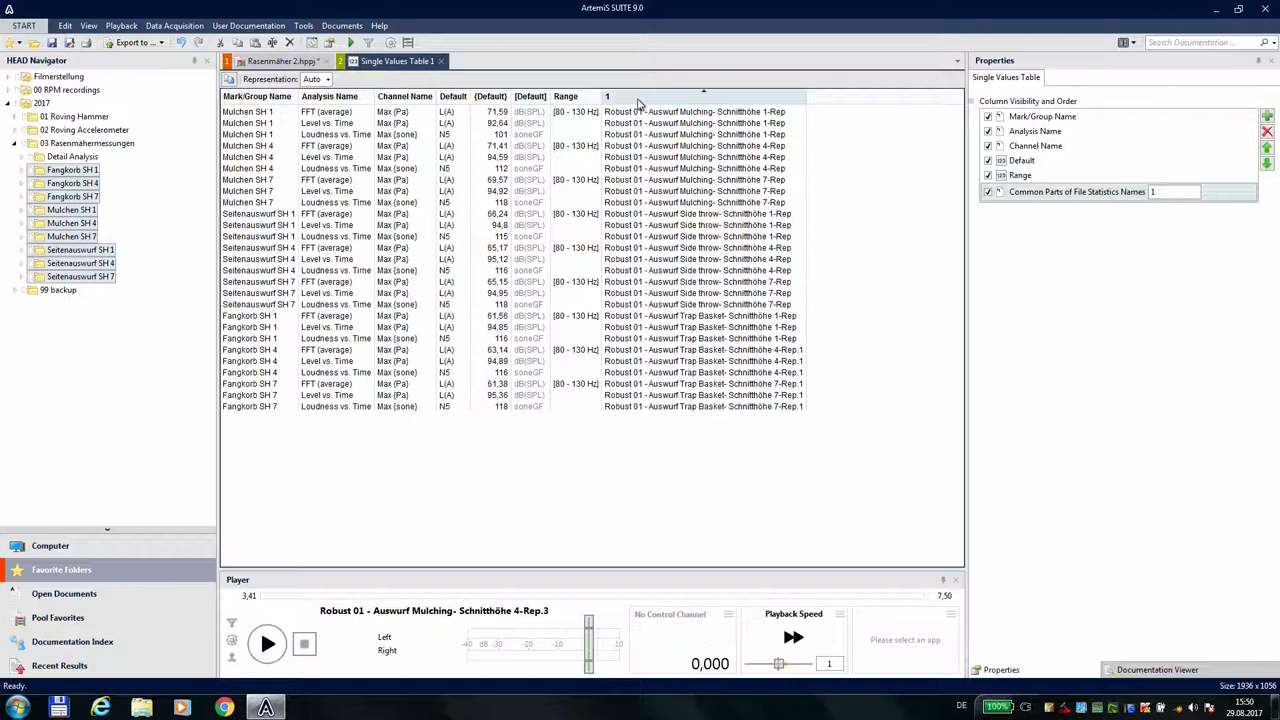 ArtemiS SUITE 9.0
START Edit View Playback Data Acquisition User Documentation Tools Documents Help
Export to ... Search Documentation ...
HEAD Navigator
1 Rasenmäher 2.hppj * 2 Single Values Table 1
Properties
Filmerstellung
00 RPM recordings
2017
01 Roving Hammer
02 Roving Accelerometer
03 Rasenmähermessungen
Detail Analysis
Fangkorb SH 1
Fangkorb SH 4
Fangkorb SH 7
Mulchen SH 1
Mulchen SH 4
Mulchen SH 7
Seitenauswurf SH 1
Seitenauswurf SH 4
Seitenauswurf SH 7
99 backup
Computer
Favorite Folders
Open Documents
Pool Favorites
Documentation Index
Recent Results
Representation: Auto
Mark/Group Name Analysis Name Channel Name Default {Default} [Default] Range 1
Mulchen SH 1 FFT (average) Max {Pa} L(A) 71,59 dB(SPL) [80 - 130 Hz] Robust 01 - Auswurf Mulching- Schnitthöhe 1-Rep
Mulchen SH 1 Level vs. Time Max {Pa} L(A) 92,64 dB(SPL) Robust 01 - Auswurf Mulching- Schnitthöhe 1-Rep
Mulchen SH 1 Loudness vs. Time Max {sone} N5 101 soneGF Robust 01 - Auswurf Mulching- Schnitthöhe 1-Rep
Mulchen SH 4 FFT (average) Max {Pa} L(A) 71,41 dB(SPL) [80 - 130 Hz] Robust 01 - Auswurf Mulching- Schnitthöhe 4-Rep
Mulchen SH 4 Level vs. Time Max {Pa} L(A) 94,59 dB(SPL) Robust 01 - Auswurf Mulching- Schnitthöhe 4-Rep
Mulchen SH 4 Loudness vs. Time Max {sone} N5 112 soneGF Robust 01 - Auswurf Mulching- Schnitthöhe 4-Rep
Mulchen SH 7 FFT (average) Max {Pa} L(A) 69,57 dB(SPL) [80 - 130 Hz] Robust 01 - Auswurf Mulching- Schnitthöhe 7-Rep
Mulchen SH 7 Level vs. Time Max {Pa} L(A) 94,92 dB(SPL) Robust 01 - Auswurf Mulching- Schnitthöhe 7-Rep
Mulchen SH 7 Loudness vs. Time Max {sone} N5 118 soneGF Robust 01 - Auswurf Mulching- Schnitthöhe 7-Rep
Seitenauswurf SH 1 FFT (average) Max {Pa} L(A) 66,24 dB(SPL) [80 - 130 Hz] Robust 01 - Auswurf Side throw- Schnitthöhe 1-Rep
Seitenauswurf SH 1 Level vs. Time Max {Pa} L(A) 94,8 dB(SPL) Robust 01 - Auswurf Side throw- Schnitthöhe 1-Rep
Seitenauswurf SH 1 Loudness vs. Time Max {sone} N5 115 soneGF Robust 01 - Auswurf Side throw- Schnitthöhe 1-Rep
Seitenauswurf SH 4 FFT (average) Max {Pa} L(A) 65,17 dB(SPL) [80 - 130 Hz] Robust 01 - Auswurf Side throw- Schnitthöhe 4-Rep
Seitenauswurf SH 4 Level vs. Time Max {Pa} L(A) 95,12 dB(SPL) Robust 01 - Auswurf Side throw- Schnitthöhe 4-Rep
Seitenauswurf SH 4 Loudness vs. Time Max {sone} N5 116 soneGF Robust 01 - Auswurf Side throw- Schnitthöhe 4-Rep
Seitenauswurf SH 7 FFT (average) Max {Pa} L(A) 65,15 dB(SPL) [80 - 130 Hz] Robust 01 - Auswurf Side throw- Schnitthöhe 7-Rep
Seitenauswurf SH 7 Level vs. Time Max {Pa} L(A) 94,95 dB(SPL) Robust 01 - Auswurf Side throw- Schnitthöhe 7-Rep
Seitenauswurf SH 7 Loudness vs. Time Max {sone} N5 118 soneGF Robust 01 - Auswurf Side throw- Schnitthöhe 7-Rep
Fangkorb SH 1 FFT (average) Max {Pa} L(A) 61,56 dB(SPL) [80 - 130 Hz] Robust 01 - Auswurf Trap Basket- Schnitthöhe 1-Rep
Fangkorb SH 1 Level vs. Time Max {Pa} L(A) 94,85 dB(SPL) Robust 01 - Auswurf Trap Basket- Schnitthöhe 1-Rep
Fangkorb SH 1 Loudness vs. Time Max {sone} N5 116 soneGF Robust 01 - Auswurf Trap Basket- Schnitthöhe 1-Rep
Fangkorb SH 4 FFT (average) Max {Pa} L(A) 63,14 dB(SPL) [80 - 130 Hz] Robust 01 - Auswurf Trap Basket- Schnitthöhe 4-Rep.1
Fangkorb SH 4 Level vs. Time Max {Pa} L(A) 94,89 dB(SPL) Robust 01 - Auswurf Trap Basket- Schnitthöhe 4-Rep.1
Fangkorb SH 4 Loudness vs. Time Max {sone} N5 116 soneGF Robust 01 - Auswurf Trap Basket- Schnitthöhe 4-Rep.1
Fangkorb SH 7 FFT (average) Max {Pa} L(A) 61,38 dB(SPL) [80 - 130 Hz] Robust 01 - Auswurf Trap Basket- Schnitthöhe 7-Rep.1
Fangkorb SH 7 Level vs. Time Max {Pa} L(A) 95,36 dB(SPL) Robust 01 - Auswurf Trap Basket- Schnitthöhe 7-Rep.1
Fangkorb SH 7 Loudness vs. Time Max {sone} N5 118 soneGF Robust 01 - Auswurf Trap Basket- Schnitthöhe 7-Rep.1
Single Values Table
Column Visibility and Order
Mark/Group Name
Analysis Name
Channel Name
123 Default
123 Range
Common Parts of File Statistics Names 1
Player
3,41 7,50
Robust 01 - Auswurf Mulching- Schnitthöhe 4-Rep.3
Left
Right
-40 dB -30 -20 -10 0 10
No Control Channel
0,000
Playback Speed
1
Please select an app
Properties Documentation Viewer
Ready. Size: 1936 x 1056
DE 100% 15:50
29.08.2017